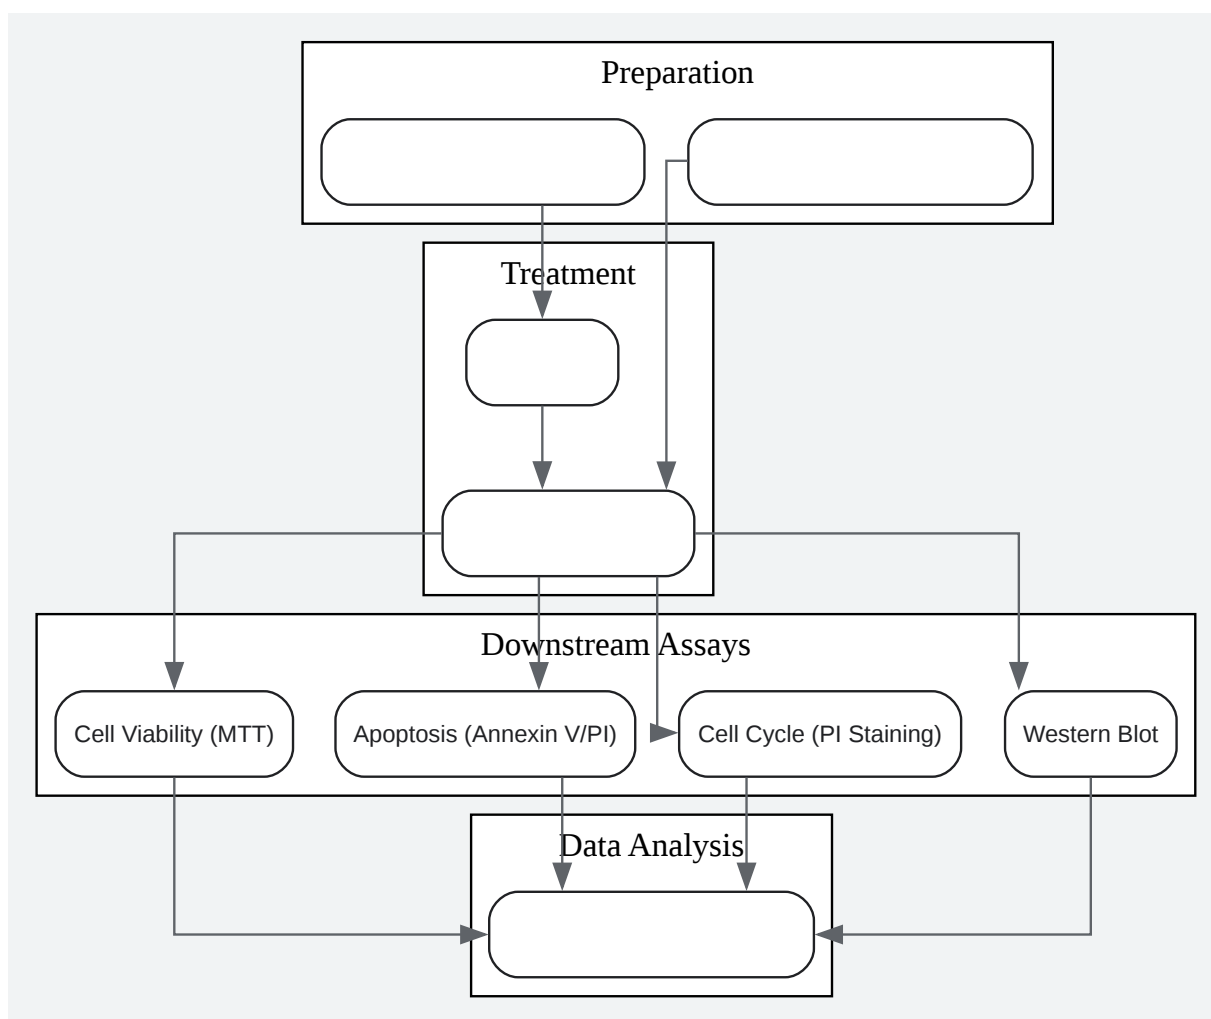 Preparation
Treatment
Downstream Assays
Cell Viability (MTT)
Apoptosis (Annexin V/PI)
Cell Cycle (PI Staining)
Western Blot
Data Analysis